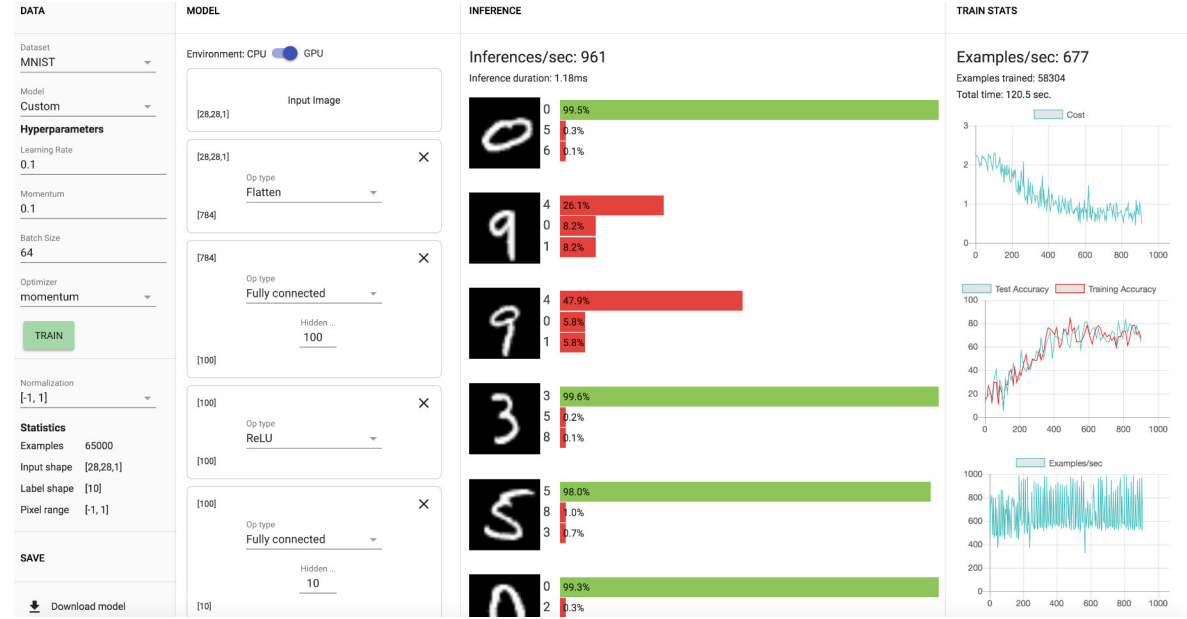 DATA
Dataset
MNIST
Model
Custom
Hyperparameters
Learning Rate
0.1
Momentum
0.1
Batch Size
64
Optimizer
momentum
TRAIN
Normalization
[-1, 1]
Statistics
Examples 65000
Input shape [28,28,1]
Label shape [10]
Pixel range [-1, 1]
SAVE
Download model
MODEL
Environment: CPU GPU
Input Image
[28,28,1]
[28,28,1]
Op type
Flatten
[784]
[784]
Op type
Fully connected
Hidden ...
100
[100]
[100]
Op type
ReLU
[100]
[100]
Op type
Fully connected
Hidden ...
10
[10]
INFERENCE
Inferences/sec: 961
Inference duration: 1.18ms
0 99.5%
5 0.3%
6 0.1%
9
4 26.1%
0 8.2%
1 8.2%
9
4 47.9%
0 5.8%
1 5.8%
3
3 99.6%
5 0.2%
8 0.1%
5
5 98.0%
8 1.0%
3 0.7%
0
0 99.3%
2 0.3%
TRAIN STATS
Examples/sec: 677
Examples trained: 58304
Total time: 120.5 sec.
Cost
3
2
1
0
0 200 400 600 800 1000
Test Accuracy Training Accuracy
100
80
60
40
20
0
0 200 400 600 800 1000
Examples/sec
1000
800
600
400
200
0
0 200 400 600 800 1000